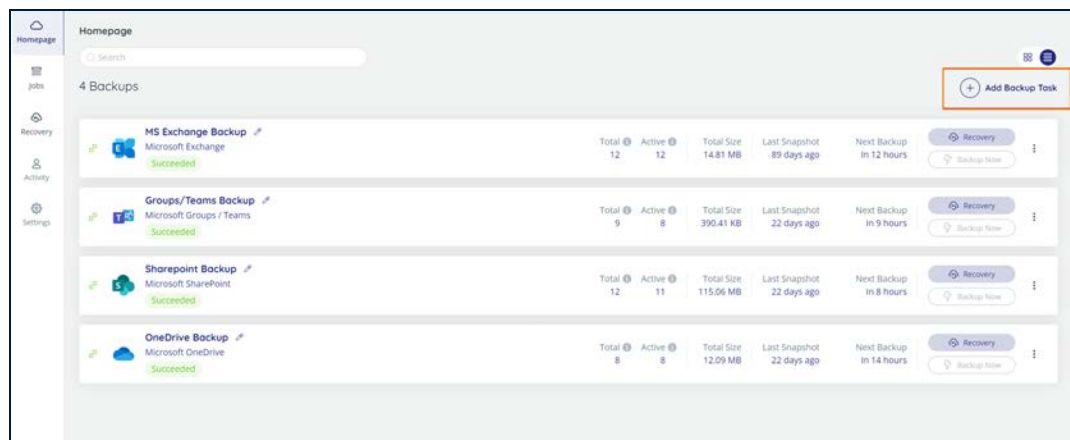 Homepage
Jobs
Recovery
Activity
Settings
Homepage
Search
4 Backups
Add Backup Task
MS Exchange Backup
Microsoft Exchange
Succeeded
Total Active Total Size Last Snapshot Next Backup
12 12 14.81 MB 89 days ago In 12 hours
Recovery
Backup Now
Groups/Teams Backup
Microsoft Groups / Teams
Succeeded
Total Active Total Size Last Snapshot Next Backup
9 8 390.41 KB 22 days ago In 9 hours
Recovery
Backup Now
Sharepoint Backup
Microsoft SharePoint
Succeeded
Total Active Total Size Last Snapshot Next Backup
12 11 115.06 MB 22 days ago In 8 hours
Recovery
Backup Now
OneDrive Backup
Microsoft OneDrive
Succeeded
Total Active Total Size Last Snapshot Next Backup
8 8 12.09 MB 22 days ago In 14 hours
Recovery
Backup Now